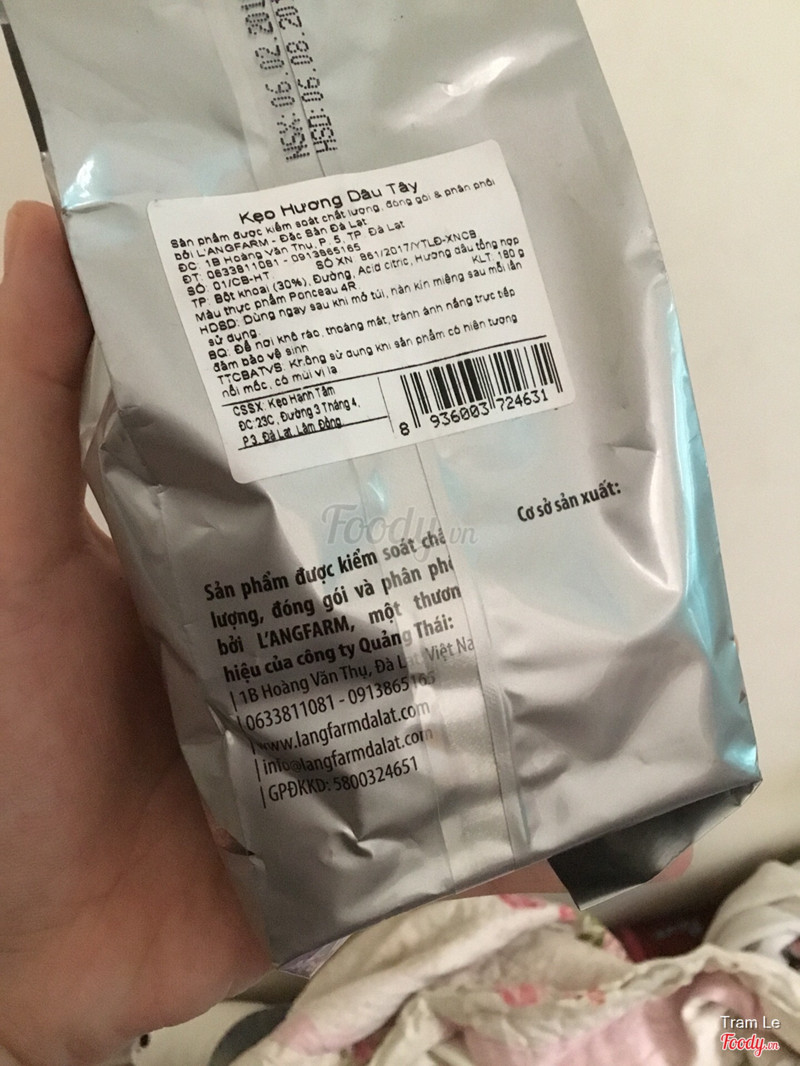 NSX: 06.02.201
HSD: 06.08.20
Kẹo Hương Dâu Tây
Sản phẩm được kiểm soát chất lượng, đóng gói & phân phối
bởi L'ANGFARM - Đặc Sản Đà Lạt
ĐC: 1B Hoàng Văn Thụ, P. 5, TP. Đà Lạt
ĐT: 0633811081 - 0913865165
SỐ: 01/CB-HT. SỐ XN: 861/2017/YTLĐ-XNCB
TP: Bột khoai (30%), Đường, Acid citric, Hương dâu tổng hợp
Màu thực phẩm Ponceau 4R KLT: 180 g
HDSD: Dùng ngay sau khi mở túi, hàn kín miệng sau mỗi lần
sử dụng.
BQ: Để nơi khô ráo, thoáng mát, tránh ánh nắng trực tiếp
đảm bảo vệ sinh
TTCBATVS: Không sử dụng khi sản phẩm có hiện tượng
nổi mốc, có mùi vị lạ
CSSX: Kẹo Hạnh Tâm
ĐC: 23C, Đường 3 Tháng 4,
P.3, Đà Lạt, Lâm Đồng
8 936003 724631
Cơ sở sản xuất:
Sản phẩm được kiểm soát chấ
lượng, đóng gói và phân phố
bởi L'ANGFARM, một thươn
hiệu của công ty Quảng Thái:
| 1B Hoàng Văn Thụ, Đà Lạt, Việt Na
| 0633811081 - 0913865165
| www.langfarmdalat.com
| info@langfarmdalat.com
| GPĐKKD: 5800324651
Foody.vn
Tram Le
Foody.vn